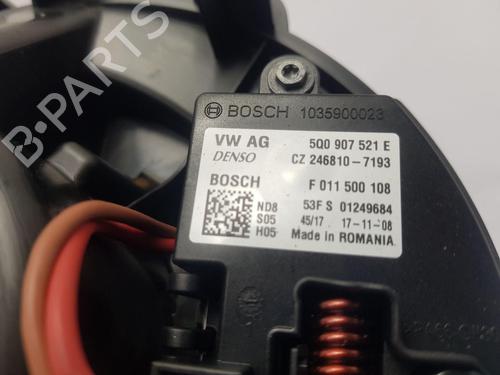 BOSCH 1035900023
VW AG 5Q0 907 521 E
DENSO CZ 246810-7193
BOSCH F 011 500 108
ND8 53F S 01249684
S05 45/17 17-11-08
H05 Made in ROMANIA
B-PARTS